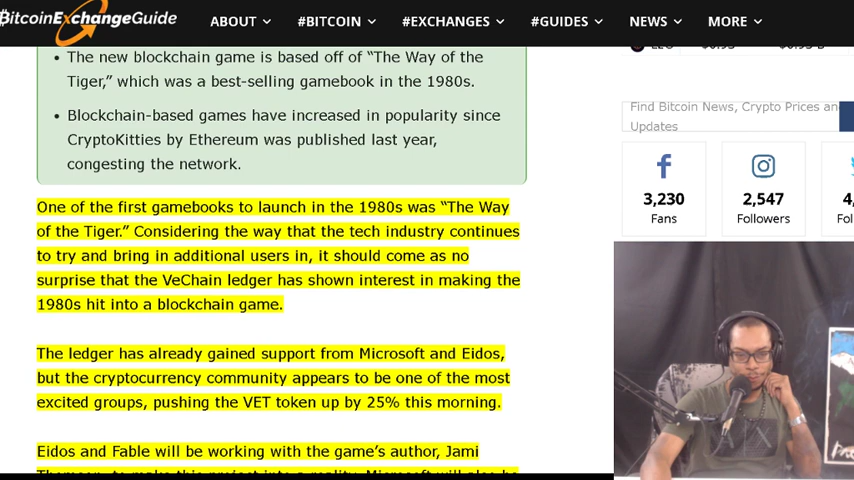 BitcoinExchangeGuide
ABOUT #BITCOIN #EXCHANGES #GUIDES NEWS MORE
• The new blockchain game is based off of “The Way of the
Tiger,” which was a best-selling gamebook in the 1980s.
• Blockchain-based games have increased in popularity since
CryptoKitties by Ethereum was published last year,
congesting the network.
One of the first gamebooks to launch in the 1980s was “The Way
of the Tiger.” Considering the way that the tech industry continues
to try and bring in additional users in, it should come as no
surprise that the VeChain ledger has shown interest in making the
1980s hit into a blockchain game.
The ledger has already gained support from Microsoft and Eidos,
but the cryptocurrency community appears to be one of the most
excited groups, pushing the VET token up by 25% this morning.
Eidos and Fable will be working with the game’s author, Jami
Find Bitcoin News, Crypto Prices and
Updates
3,230
Fans
2,547
Followers